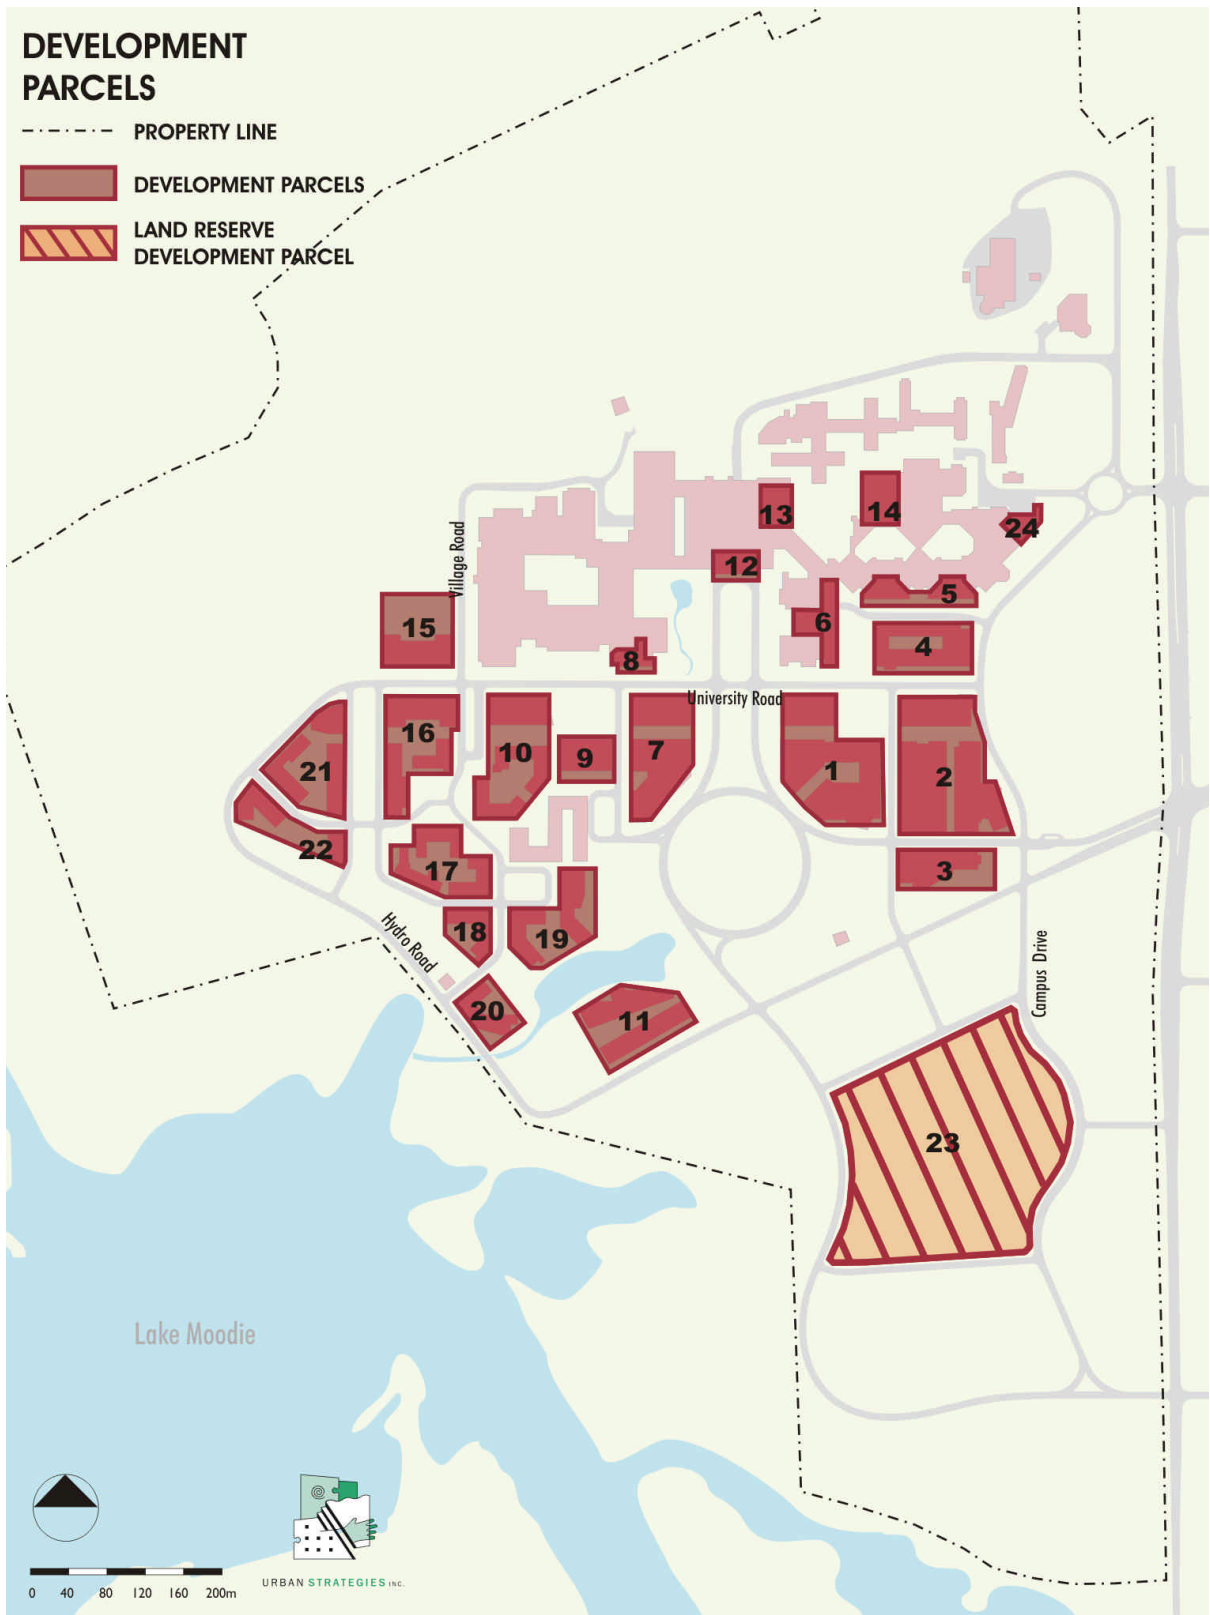 DEVELOPMENT
PARCELS
PROPERTY LINE
DEVELOPMENT PARCELS
LAND RESERVE
DEVELOPMENT PARCEL
13
14
24
Village Road
12
5
15
6
4
8
University Road
16
10
9
7
1
2
21
22
17
3
18
19
Hydro Road
Campus Drive
20
11
23
Lake Moodie
URBAN STRATEGIES INC.
0 40 80 120 160 200m